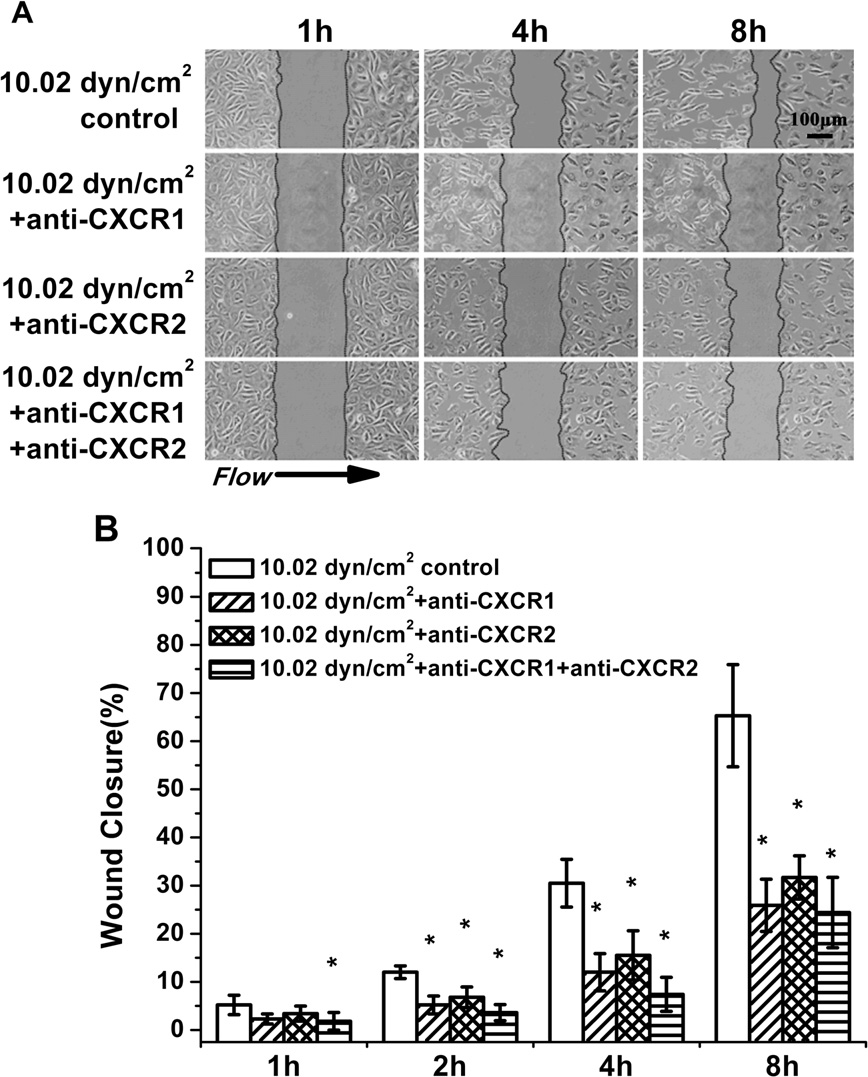 A
1h 4h 8h
10.02 dyn/cm²
control
100μm
10.02 dyn/cm²
+anti-CXCR1
10.02 dyn/cm²
+anti-CXCR2
10.02 dyn/cm²
+anti-CXCR1
+anti-CXCR2
Flow
B
10.02 dyn/cm² control
10.02 dyn/cm²+anti-CXCR1
10.02 dyn/cm²+anti-CXCR2
10.02 dyn/cm²+anti-CXCR1+anti-CXCR2
Wound Closure(%)
100
90
80
70
60
50
40
30
20
10
0
* * *
* * *
* * *
*
1h 2h 4h 8h